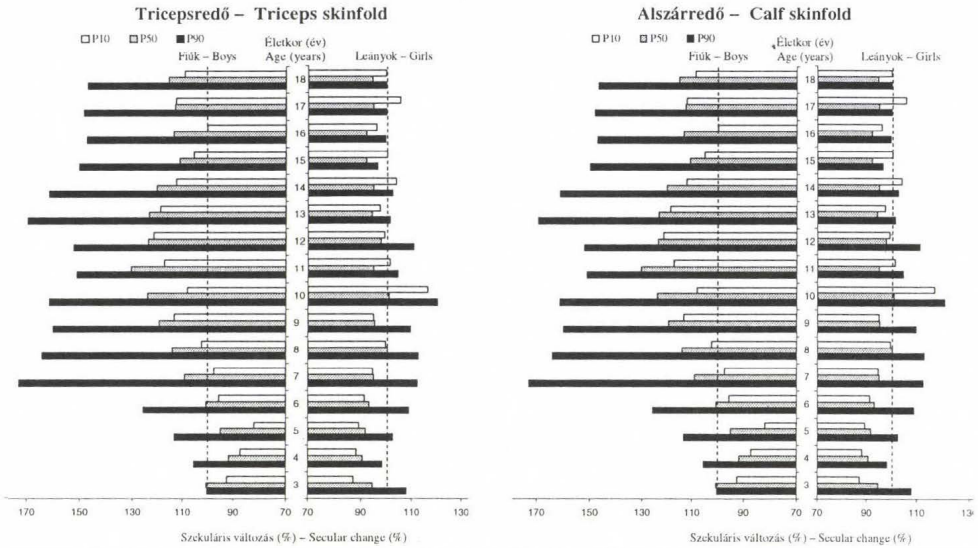 Tricepsredő – Triceps skinfold
P10 P50 P90
Életkor (év)
Fiúk – Boys Age (years) Leányok – Girls
18
17
16
15
14
13
12
11
10
9
8
7
6
5
4
3
170 150 130 110 90 70 70 90 110 130
Szekuláris változás (%) – Secular change (%)
Alszárredő – Calf skinfold
P10 P50 P90
Életkor (év)
Fiúk – Boys Age (years) Leányok – Girls
18
17
16
15
14
13
12
11
10
9
8
7
6
5
4
3
170 150 130 110 90 70 70 90 110 130
Szekuláris változás (%) – Secular change (%)